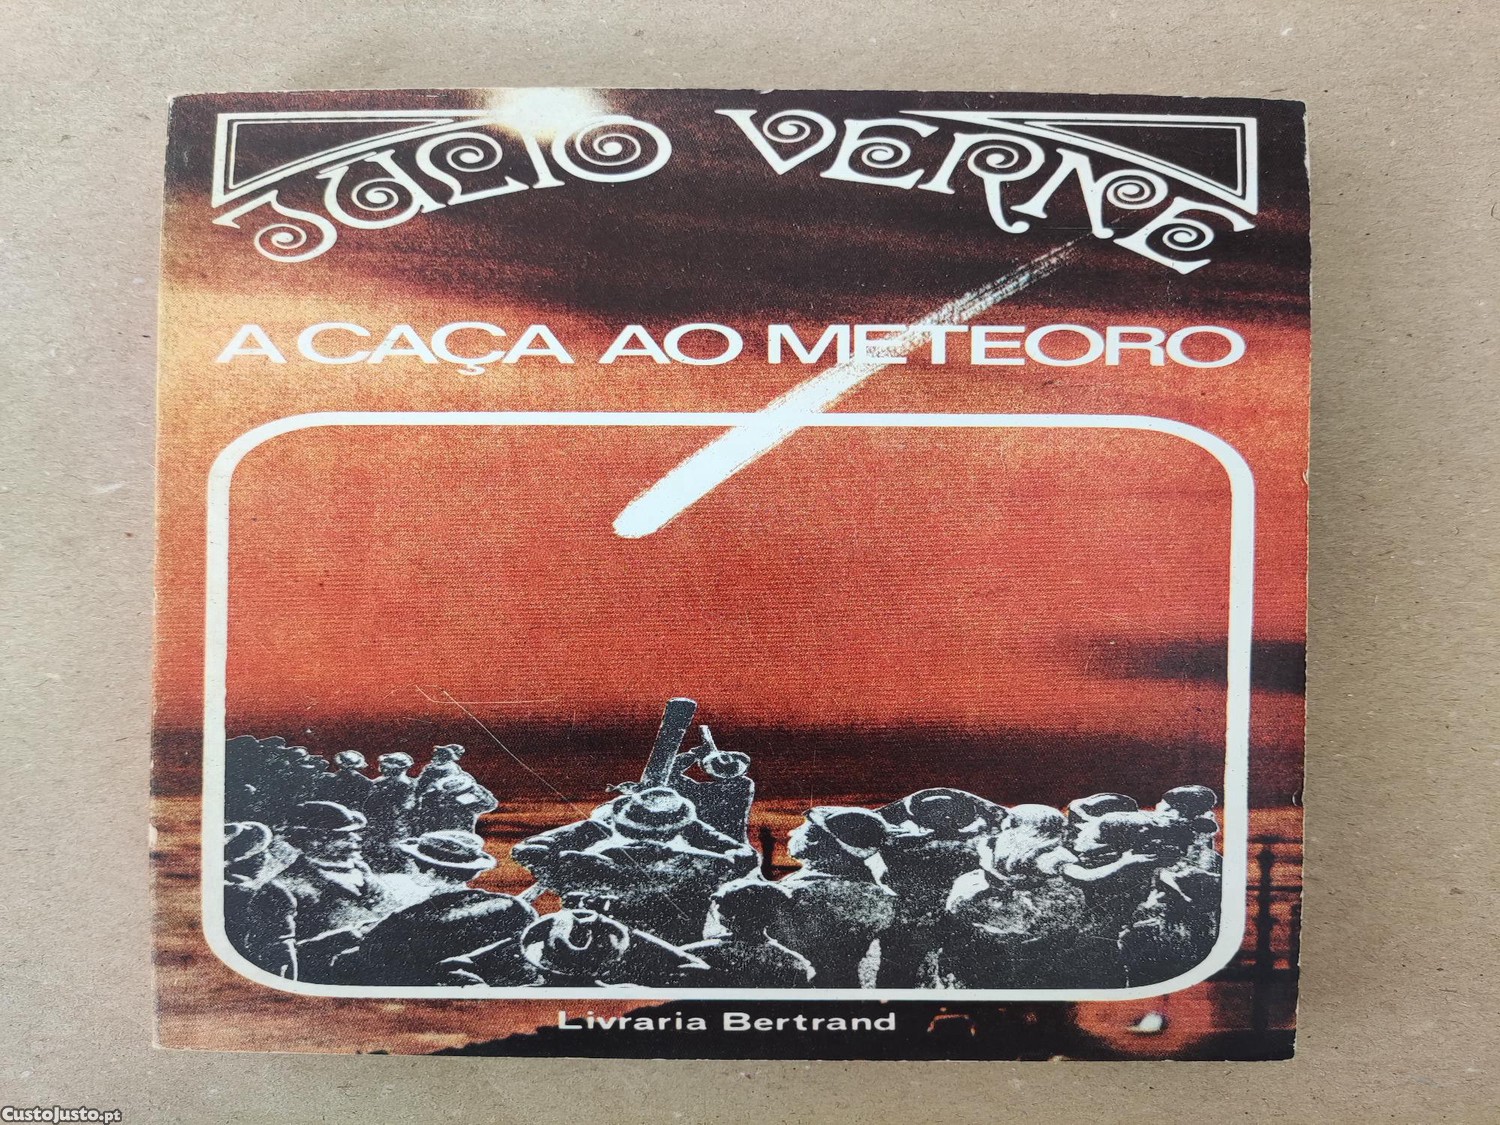 JULIO VERNE
A CAÇA AO METEORO
Livraria Bertrand
CustoJusto.pt